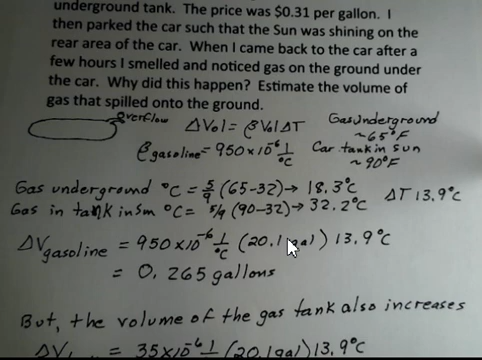 underground tank. The price was $0.31 per gallon. I
then parked the car such that the Sun was shining on the
rear area of the car. When I came back to the car after a
few hours I smelled and noticed gas on the ground under
the car. Why did this happen? Estimate the volume of
gas that spilled onto the ground.
overflow ΔVol = β Vol ΔT Gas Underground
~65°F
β gasoline = 950 x 10⁻⁶ 1/°C Car tank in sun
~90°F
Gas underground °C = 5/9 (65-32) → 18.3°C
ΔT 13.9°C
Gas in tank in Sun °C = 5/9 (90-32) → 32.2°C
ΔV gasoline = 950 x 10⁻⁶ 1/°C (20.1 gal) 13.9°C
= 0.265 gallons
But, the volume of the gas tank also increases
ΔV = 35 x 10⁻⁶ 1 (20.1 gal) 13.9°C